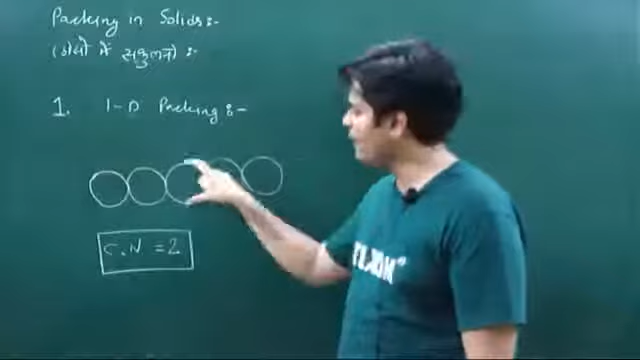 Packing in Solids:-
(ठोसों में संकुलन) :-
1. 1-D Packing :-
C.N = 2